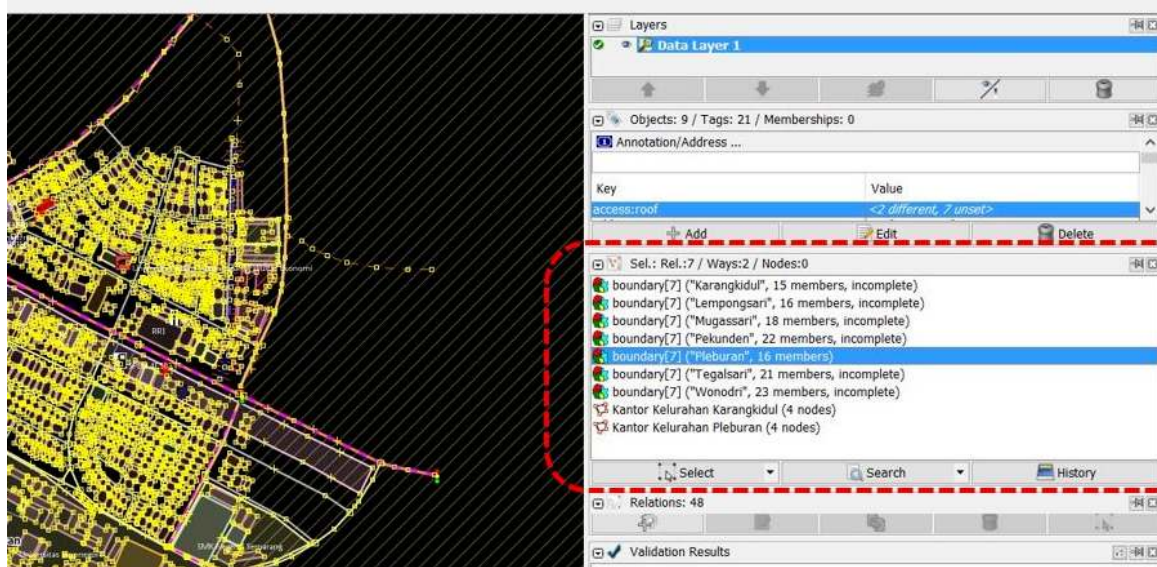 Layers
Data Layer 1
Objects: 9 / Tags: 21 / Memberships: 0
Annotation/Address ...
Key Value
access:roof <2 different, 7 unset>
Add Edit Delete
Sel.: Rel.:7 / Ways:2 / Nodes:0
boundary[7] ("Karangkidul", 15 members, incomplete)
boundary[7] ("Lempongsari", 16 members, incomplete)
boundary[7] ("Mugassari", 18 members, incomplete)
boundary[7] ("Pekunden", 22 members, incomplete)
boundary[7] ("Pleburan", 16 members)
boundary[7] ("Tegalsari", 21 members, incomplete)
boundary[7] ("Wonodri", 23 members, incomplete)
Kantor Kelurahan Karangkidul (4 nodes)
Kantor Kelurahan Pleburan (4 nodes)
Select Search History
Relations: 48
Validation Results
RRI
Semarang